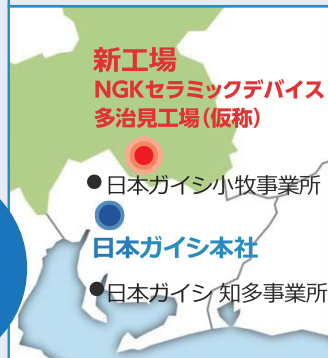 新工場
NGKセラミックデバイス
多治見工場(仮称)
●日本ガイシ小牧事業所
日本ガイシ本社
●日本ガイシ 知多事業所